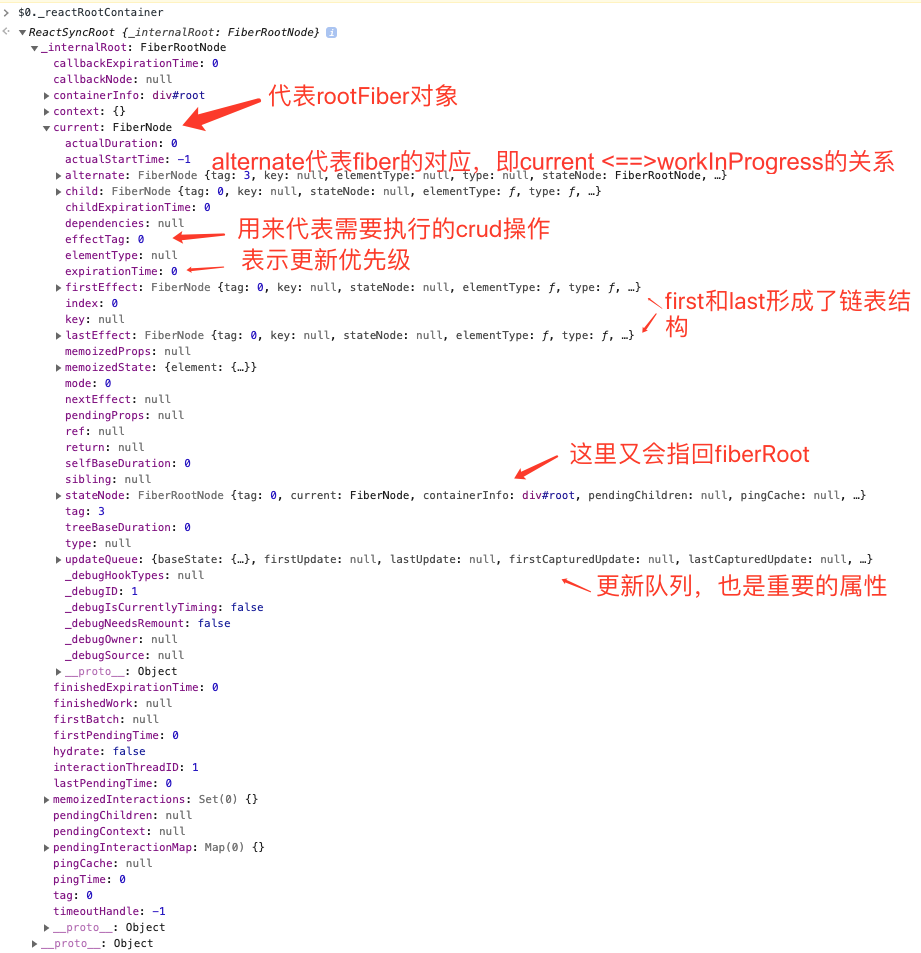 $0._reactRootContainer
ReactSyncRoot {_internalRoot: FiberRootNode} i
_internalRoot: FiberRootNode
callbackExpirationTime: 0
callbackNode: null
containerInfo: div#root
代表rootFiber对象
context: {}
current: FiberNode
actualDuration: 0
actualStartTime: -1
alternate代表fiber的对应，即current <==>workInProgress的关系
alternate: FiberNode {tag: 3, key: null, elementType: null, type: null, stateNode: FiberRootNode, …}
child: FiberNode {tag: 0, key: null, stateNode: null, elementType: ƒ, type: ƒ, …}
childExpirationTime: 0
dependencies: null
用来代表需要执行的crud操作
effectTag: 0
elementType: null
表示更新优先级
expirationTime: 0
firstEffect: FiberNode {tag: 0, key: null, stateNode: null, elementType: ƒ, type: ƒ, …}
index: 0
first和last形成了链表结
构
key: null
lastEffect: FiberNode {tag: 0, key: null, stateNode: null, elementType: ƒ, type: ƒ, …}
memoizedProps: null
memoizedState: {element: {…}}
mode: 0
nextEffect: null
pendingProps: null
ref: null
return: null
这里又会指回fiberRoot
selfBaseDuration: 0
sibling: null
stateNode: FiberRootNode {tag: 0, current: FiberNode, containerInfo: div#root, pendingChildren: null, pingCache: null, …}
tag: 3
treeBaseDuration: 0
type: null
updateQueue: {baseState: {…}, firstUpdate: null, lastUpdate: null, firstCapturedUpdate: null, lastCapturedUpdate: null, …}
_debugHookTypes: null
更新队列，也是重要的属性
_debugID: 1
_debugIsCurrentlyTiming: false
_debugNeedsRemount: false
_debugOwner: null
_debugSource: null
__proto__: Object
finishedExpirationTime: 0
finishedWork: null
firstBatch: null
firstPendingTime: 0
hydrate: false
interactionThreadID: 1
lastPendingTime: 0
memoizedInteractions: Set(0) {}
pendingChildren: null
pendingContext: null
pendingInteractionMap: Map(0) {}
pingCache: null
pingTime: 0
tag: 0
timeoutHandle: -1
__proto__: Object
__proto__: Object